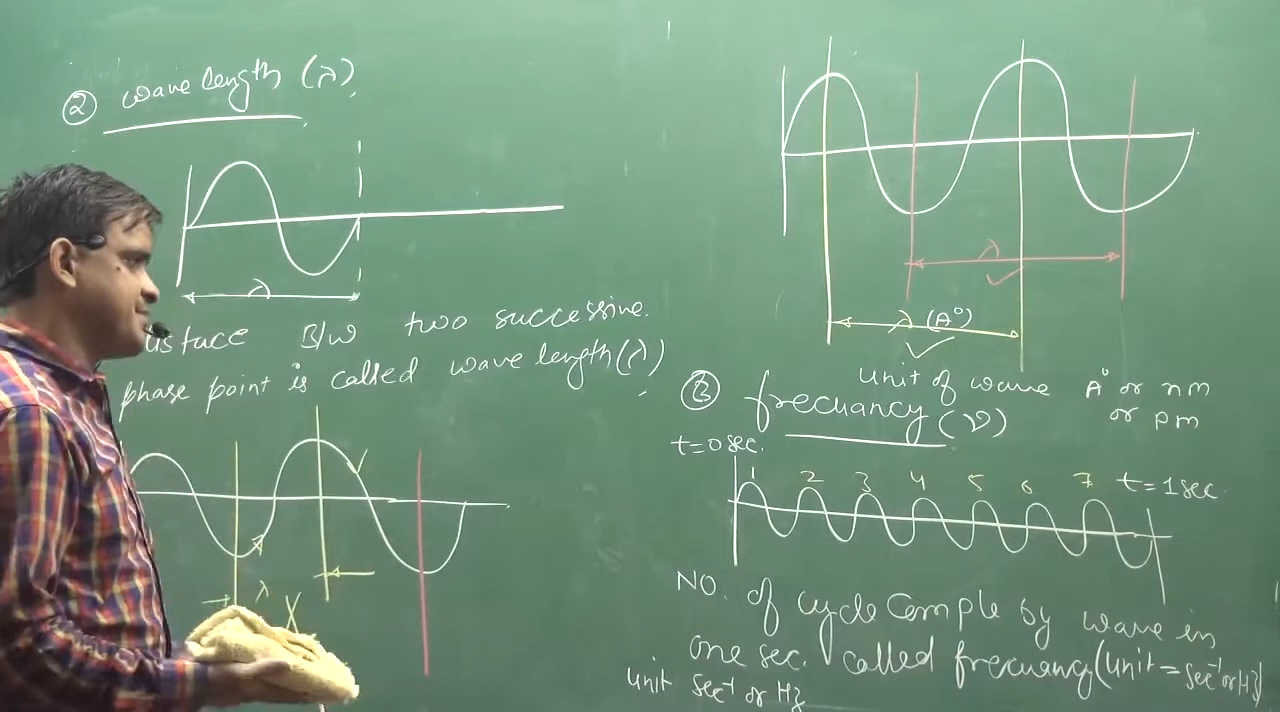 ② wave length (λ)
λ
istace B/w two successive.
phase point is called wave length (λ)
λ
X
λ
λ (A°)
unit of wave A° or nm
or pm
③ frecuancy (ν)
t=0 sec.
1 2 3 4 5 6 7 t=1 sec.
NO. of cycle Comple by wave in
one sec. called frecuancy (unit = sec⁻¹ or Hz)
unit sec⁻¹ or Hz